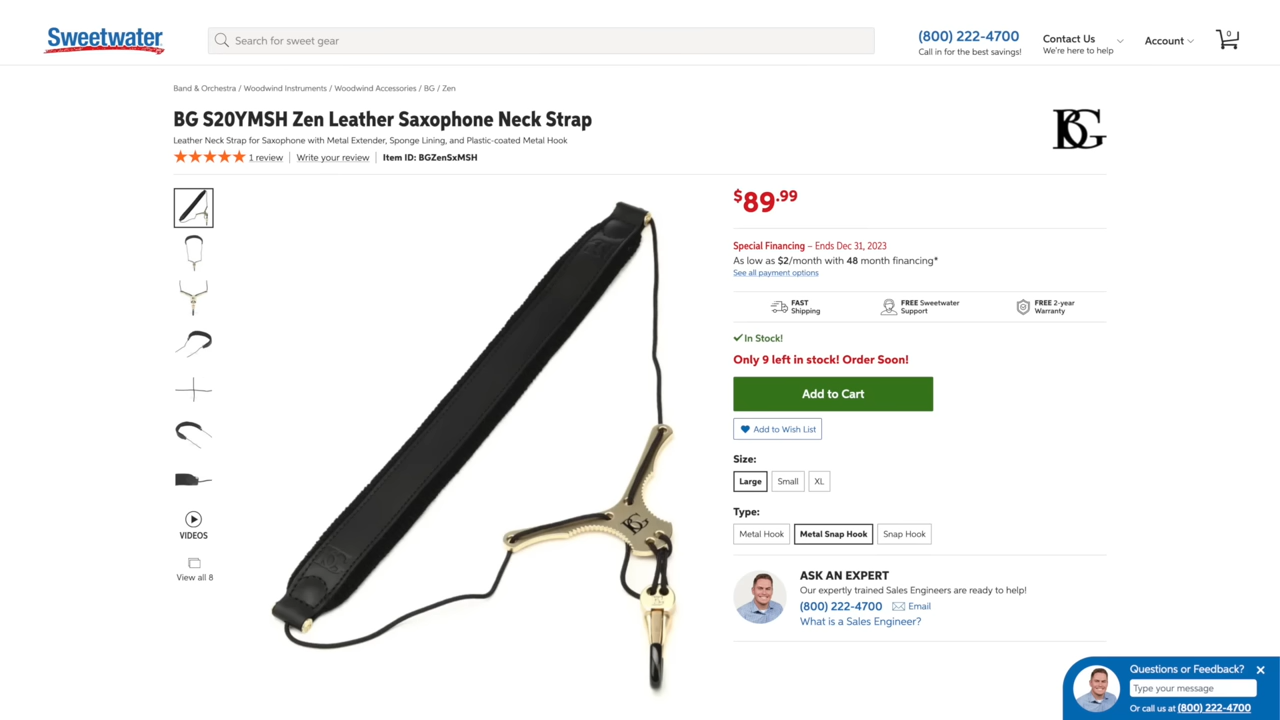 Sweetwater
Search for sweet gear
(800) 222-4700
Call in for the best savings!
Contact Us
We're here to help
Account
0
Band & Orchestra / Woodwind Instruments / Woodwind Accessories / BG / Zen
BG S20YMSH Zen Leather Saxophone Neck Strap
Leather Neck Strap for Saxophone with Metal Extender, Sponge Lining, and Plastic-coated Metal Hook
1 review
Write your review
Item ID: BGZenSxMSH
BG
$89.99
Special Financing – Ends Dec 31, 2023
As low as $2/month with 48 month financing*
See all payment options
FAST
Shipping
FREE Sweetwater
Support
FREE 2-year
Warranty
In Stock!
Only 9 left in stock! Order Soon!
Add to Cart
Add to Wish List
Size:
Large
Small
XL
Type:
Metal Hook
Metal Snap Hook
Snap Hook
BG
VIDEOS
View all 8
ASK AN EXPERT
Our expertly trained Sales Engineers are ready to help!
(800) 222-4700
Email
What is a Sales Engineer?
Questions or Feedback?
Type your message
Or call us at (800) 222-4700